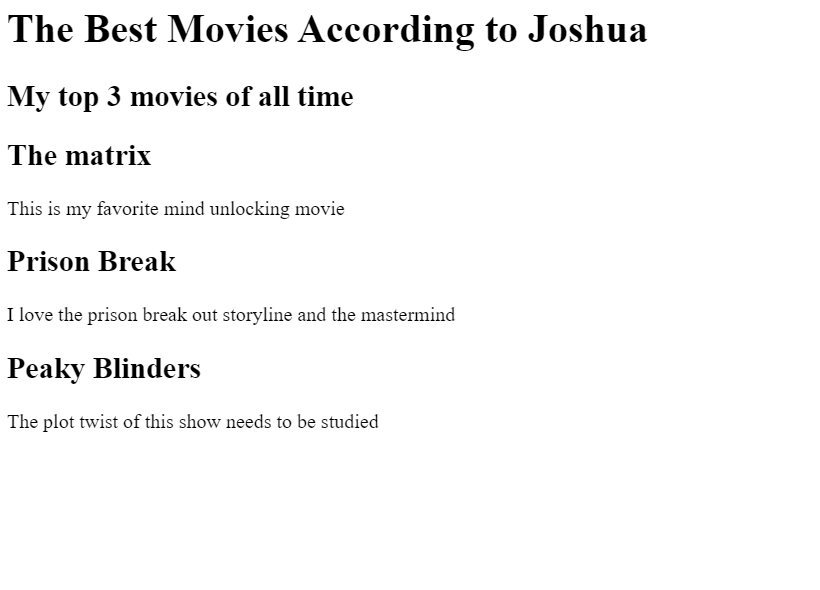 The Best Movies According to Joshua
My top 3 movies of all time
The matrix
This is my favorite mind unlocking movie
Prison Break
I love the prison break out storyline and the mastermind
Peaky Blinders
The plot twist of this show needs to be studied